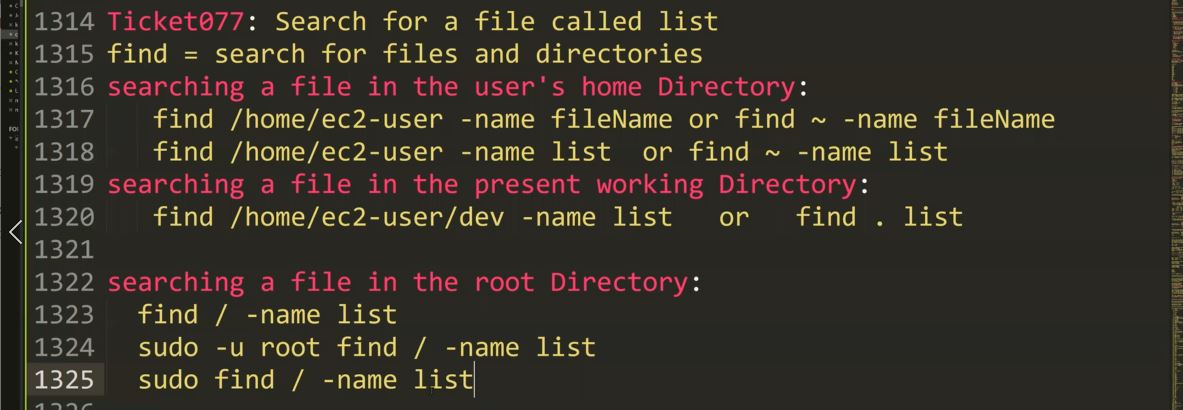 1314 Ticket077: Search for a file called list
1315 find = search for files and directories
1316 searching a file in the user's home Directory:
1317 find /home/ec2-user -name fileName or find ~ -name fileName
1318 find /home/ec2-user -name list or find ~ -name list
1319 searching a file in the present working Directory:
1320 find /home/ec2-user/dev -name list or find . list
1321
1322 searching a file in the root Directory:
1323 find / -name list
1324 sudo -u root find / -name list
1325 sudo find / -name list
1326